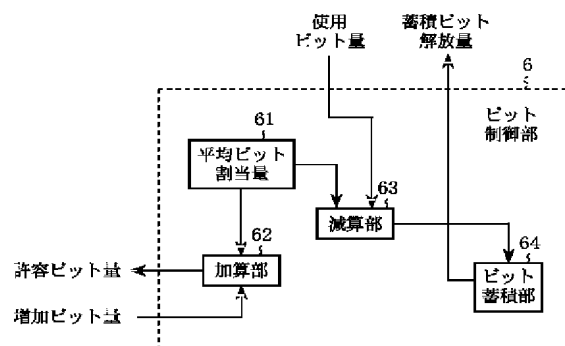 使用
ビット量
蓄積ビット
解放量
6
ビット
制御部
61
平均ビット
割当量
63
減算部
62
加算部
64
ビット
蓄積部
許容ビット量
増加ビット量